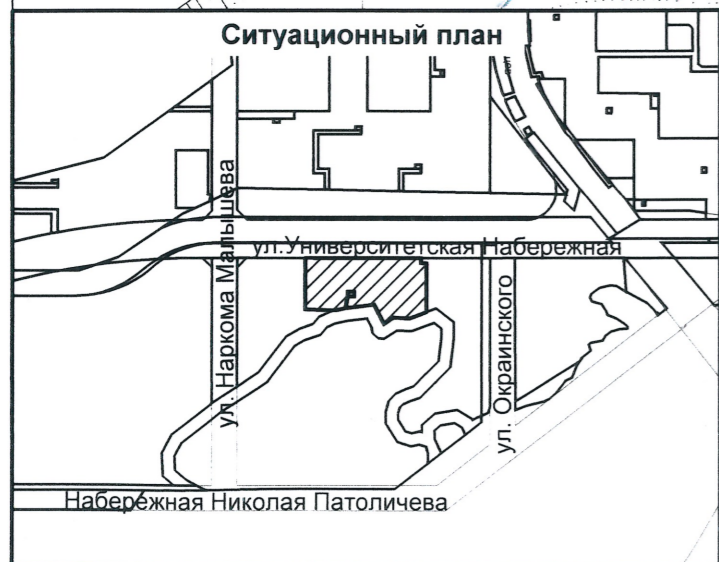 Ситуационный план
ул.Университетская Набережная
ул. Наркома Малышева
ул. Окраинского
Набережная Николая Патоличева